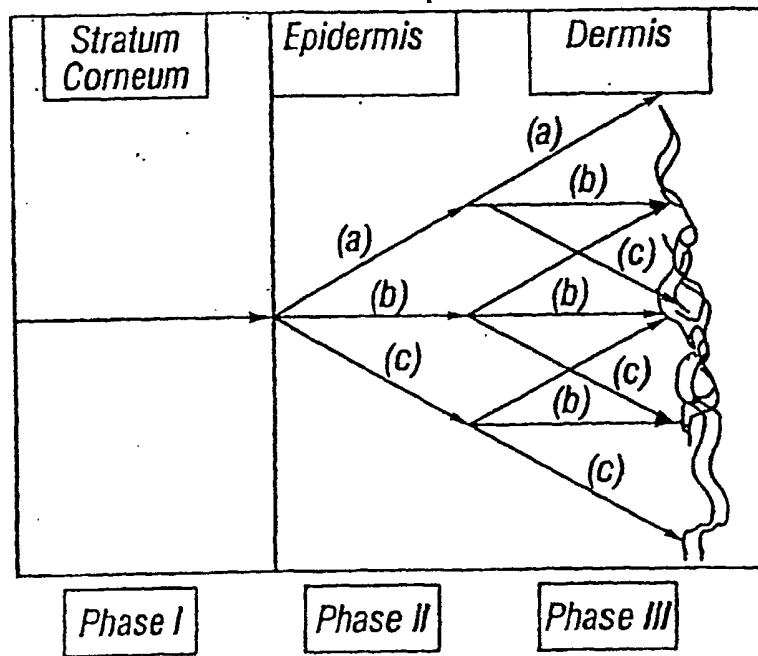 Stratum
Corneum
Epidermis
Dermis
(a)
(b)
(a)
(c)
(b)
(b)
(c)
(c)
(b)
(c)
Phase I
Phase II
Phase III